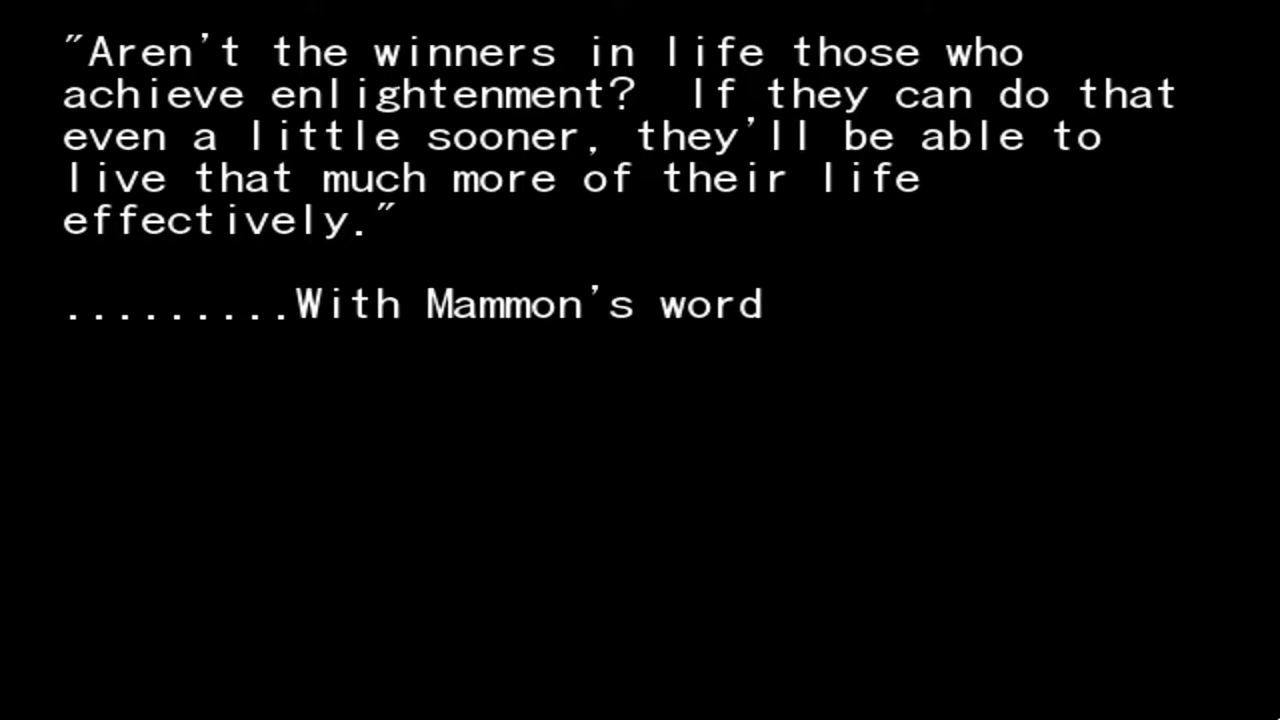 "Aren't the winners in life those who
achieve enlightenment?  If they can do that
even a little sooner, they'll be able to
live that much more of their life
effectively."
.........With Mammon's word